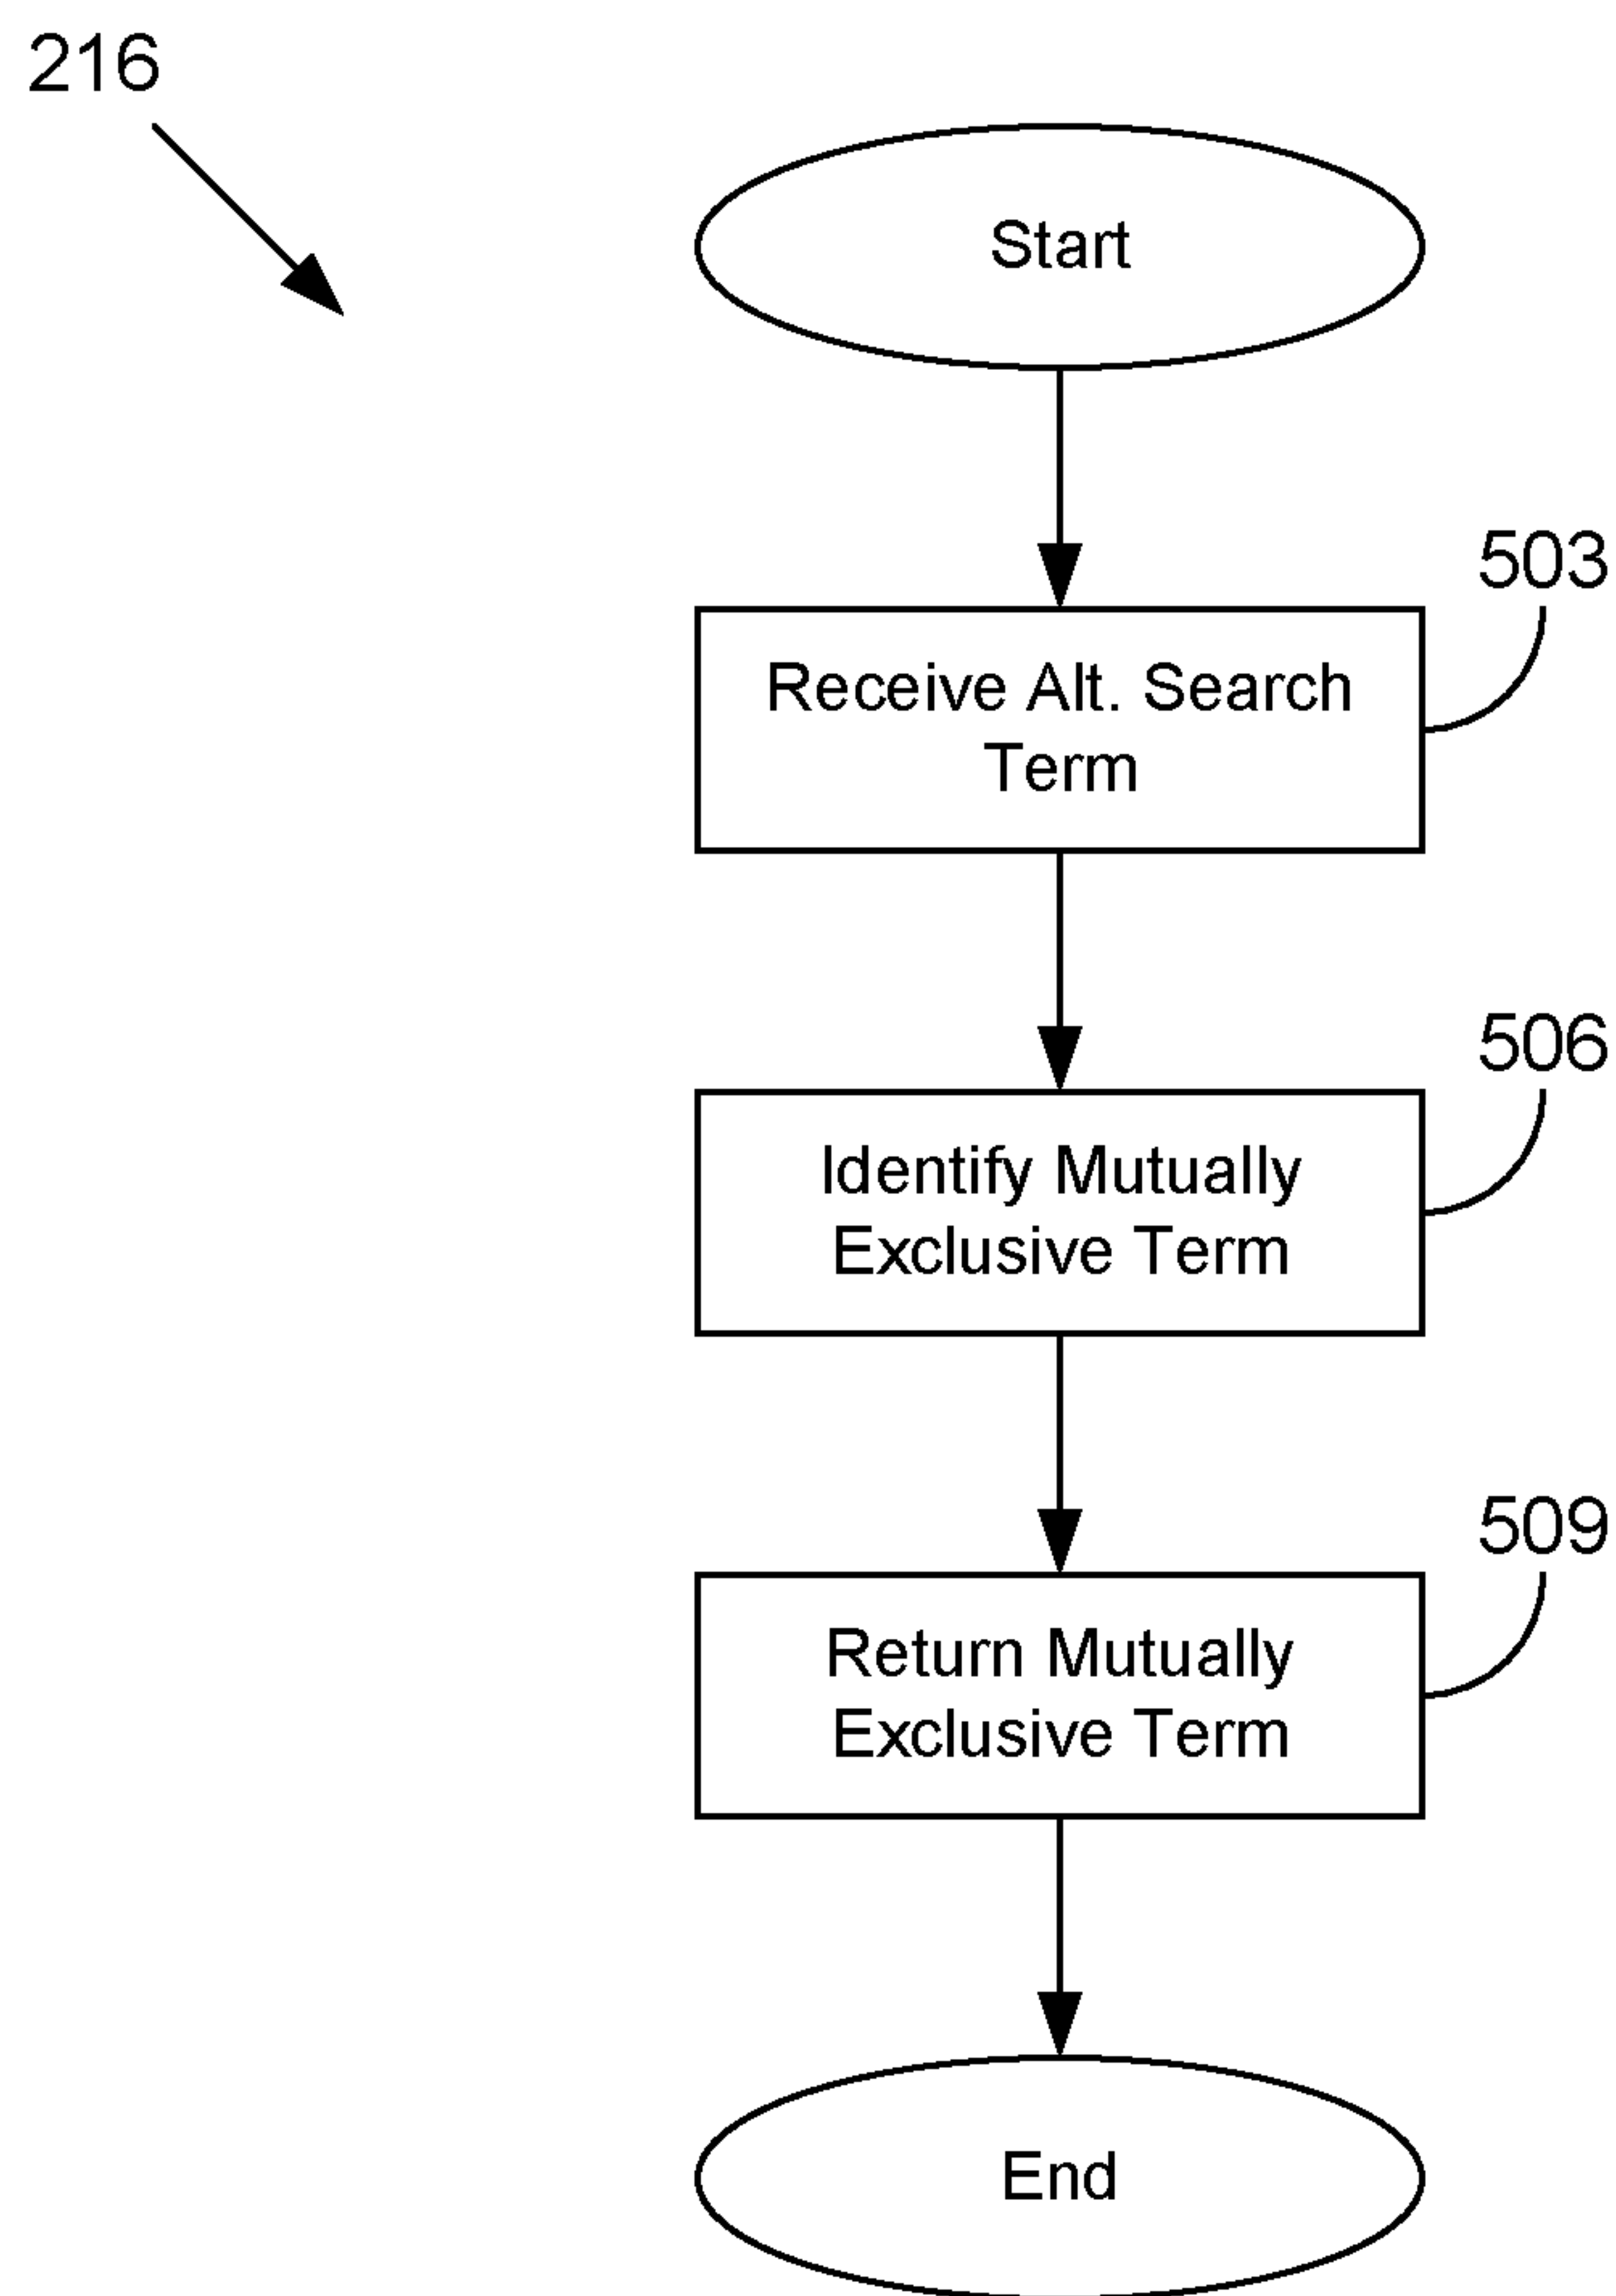 216
Start
503
Receive Alt. Search
Term
506
Identify Mutually
Exclusive Term
509
Return Mutually
Exclusive Term
End